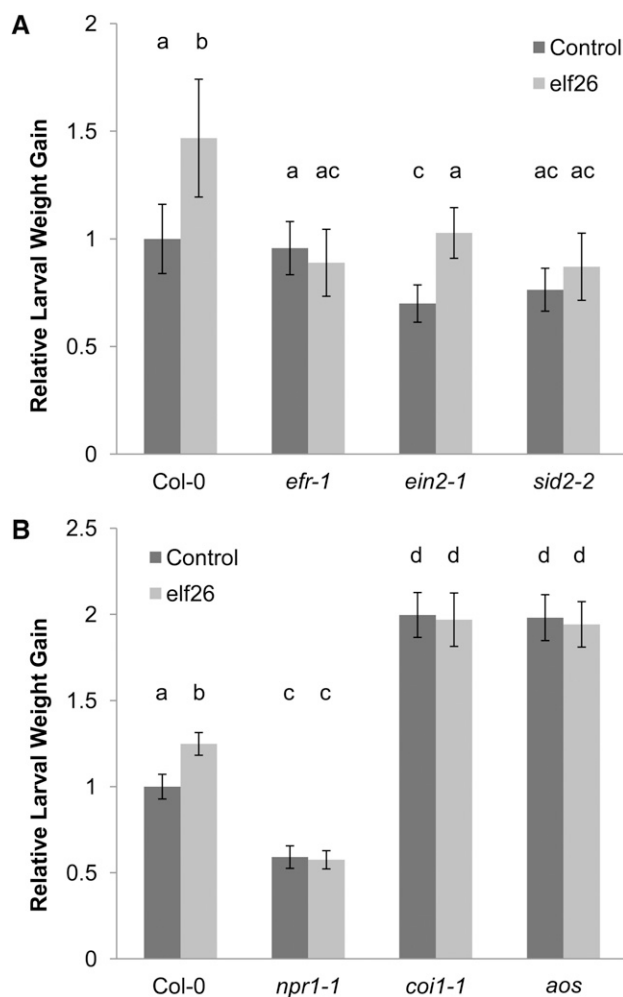 A
Relative Larval Weight Gain
2
1.5
1
0.5
0
Control
elf26
a b a ac c a ac ac
Col-0 efr-1 ein2-1 sid2-2
B
Relative Larval Weight Gain
2.5
2
1.5
1
0.5
0
Control
elf26
a b c c d d d d
Col-0 npr1-1 coi1-1 aos